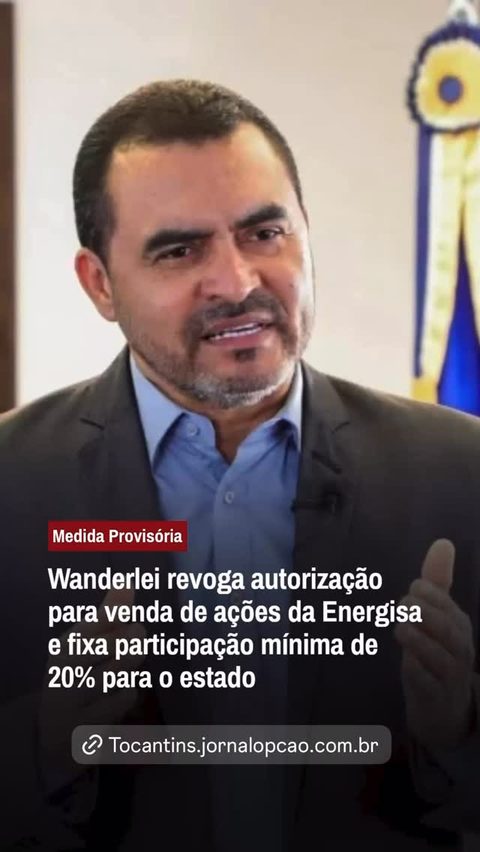 Medida Provisória
Wanderlei revoga autorização
para venda de ações da Energisa
e fixa participação mínima de
20% para o estado
Tocantins.jornalopcao.com.br